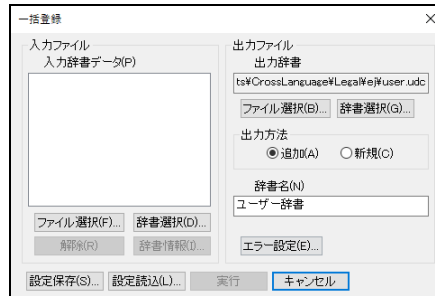 一括登録
入力ファイル
入力辞書データ(P)
ファイル選択(F)...
辞書選択(D)...
解除(R)
辞書情報(I)...
出力ファイル
出力辞書
ts¥CrossLanguage¥Legal¥ej¥user.udc
ファイル選択(B)...
辞書選択(G)...
出力方法
追加(A)
新規(C)
辞書名(N)
ユーザー辞書
エラー設定(E)...
設定保存(S)...
設定読込(L)...
実行
キャンセル